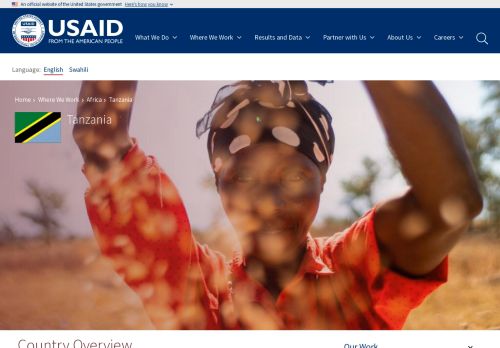 An official website of the United States government Here's how you know
USAID
FROM THE AMERICAN PEOPLE
What We Do Where We Work Results and Data Partner with Us About Us Careers
Language: English Swahili
Home › Where We Work › Africa › Tanzania
Tanzania
Country Overview
Our Work